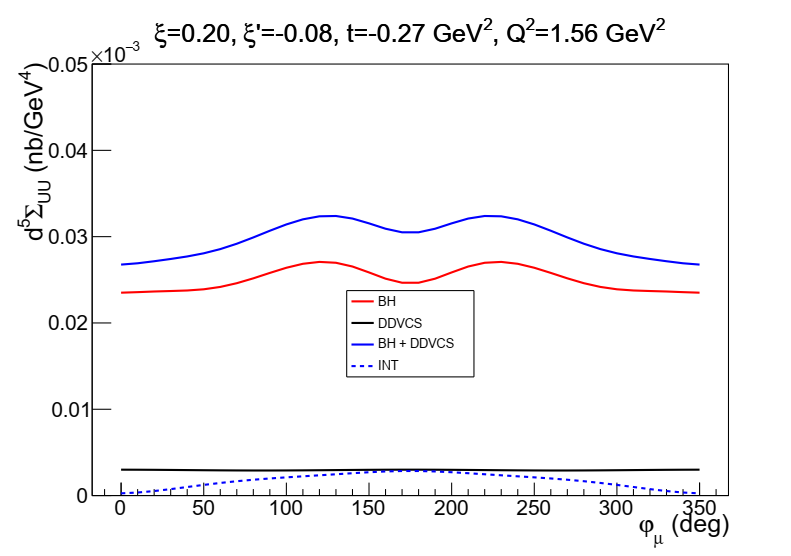 ξ=0.20, ξ'=-0.08, t=-0.27 GeV², Q²=1.56 GeV²
×10⁻³
d⁵Σ_UU (nb/GeV⁴)
0.05
0.04
0.03
0.02
0.01
0
BH
DDVCS
BH + DDVCS
INT
0 50 100 150 200 250 300 350
φ_μ (deg)